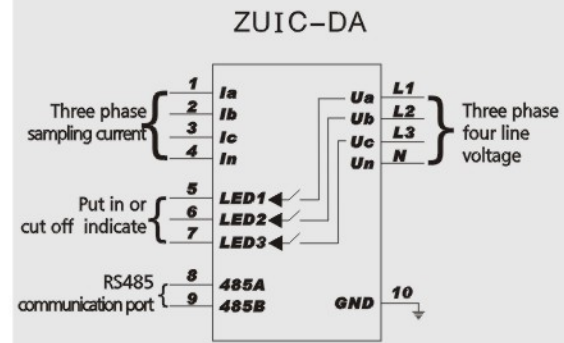 ZUIC-DA
Three phase
sampling current
1 Ia
2 Ib
3 Ic
4 In
Put in or
cut off indicate
5 LED1
6 LED2
7 LED3
RS485
communication port
8 485A
9 485B
Ua L1
Ub L2
Uc L3
Un N
Three phase
four line
voltage
GND 10